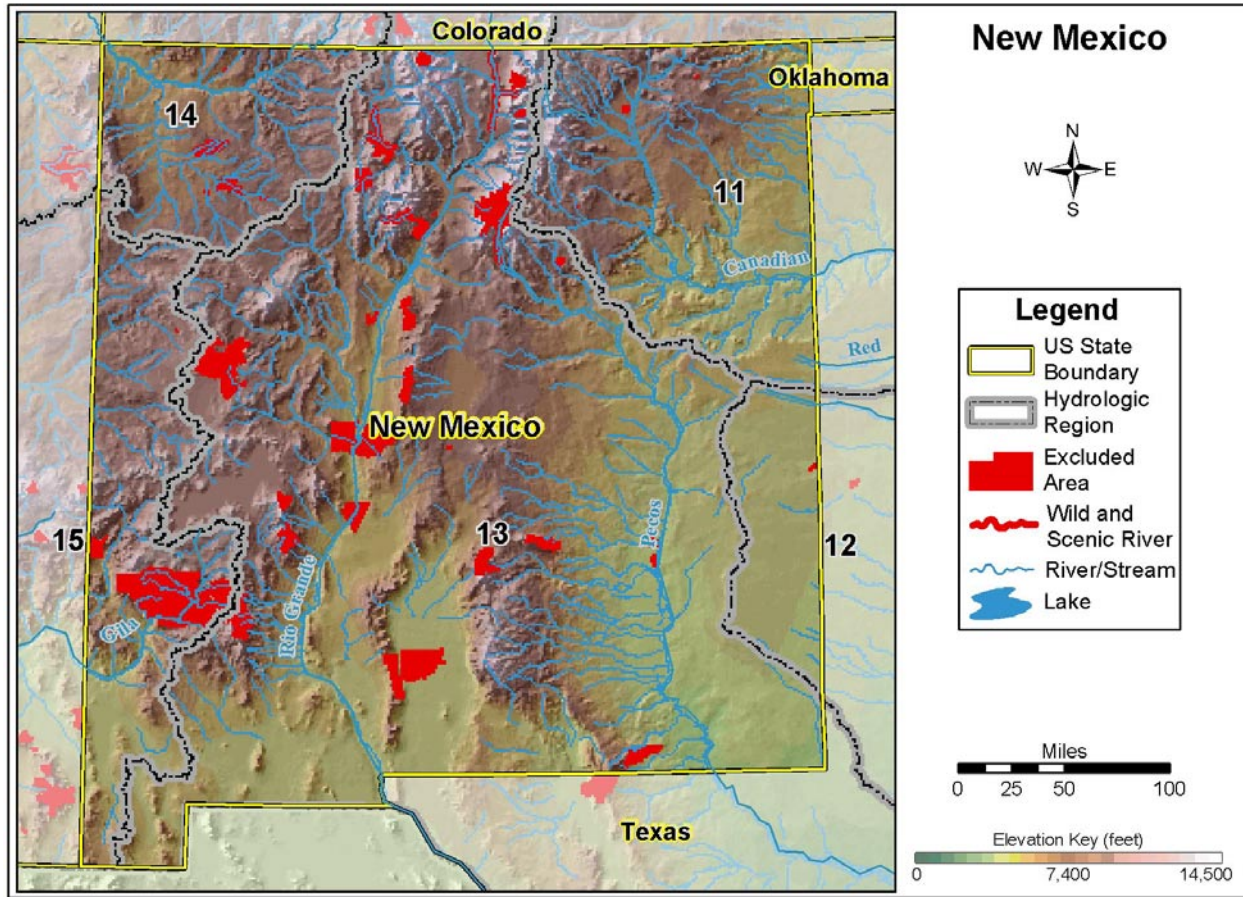 Colorado
New Mexico
Oklahoma
14
N
W E
S
11
Canadian
Legend
US State
Boundary
Red
Hydrologic
Region
New Mexico
Excluded
Area
Pecos
Wild and
Scenic River
15
13
12
River/Stream
Rio Grande
Lake
Gila
Miles
0 25 50 100
Texas
Elevation Key (feet)
0 7,400 14,500